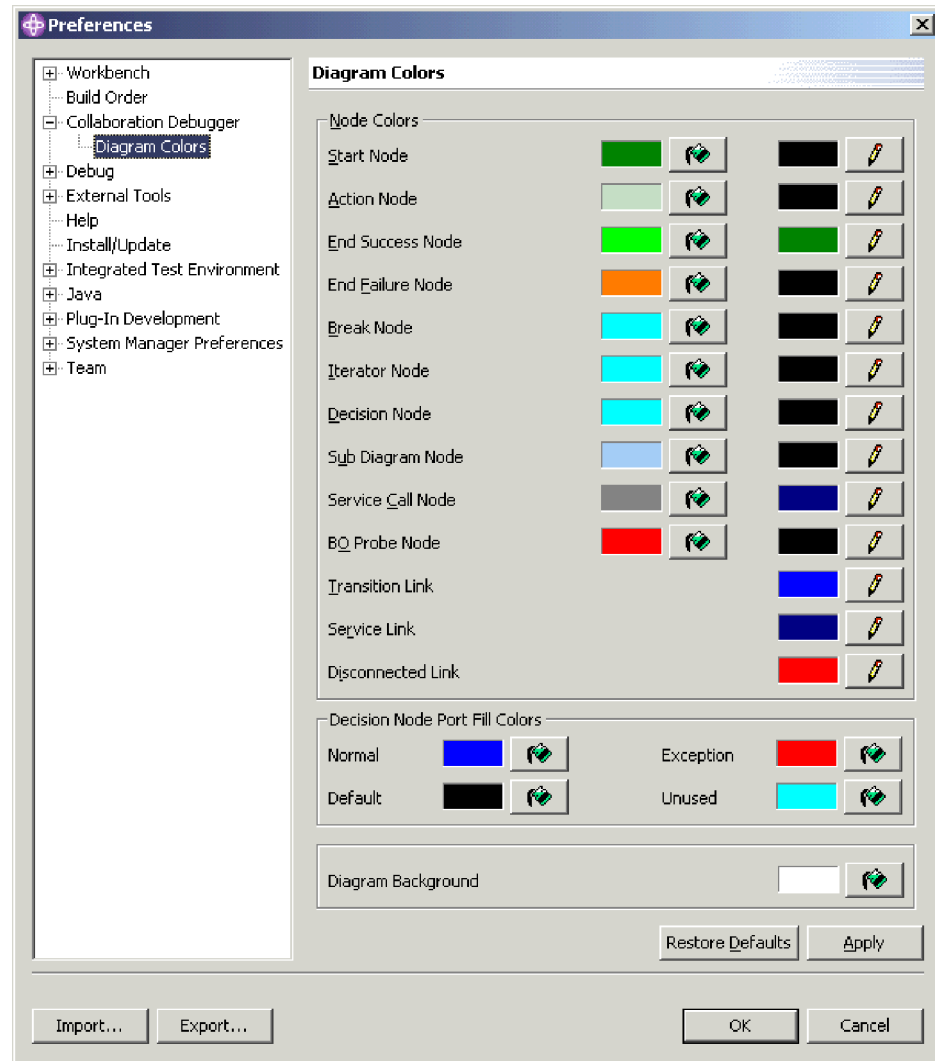 Preferences
Workbench
Build Order
Collaboration Debugger
Diagram Colors
Debug
External Tools
Help
Install/Update
Integrated Test Environment
Java
Plug-In Development
System Manager Preferences
Team
Diagram Colors
Node Colors
Start Node
Action Node
End Success Node
End Failure Node
Break Node
Iterator Node
Decision Node
Sub Diagram Node
Service Call Node
BO Probe Node
Transition Link
Service Link
Disconnected Link
Decision Node Port Fill Colors
Normal Exception
Default Unused
Diagram Background
Restore Defaults Apply
Import... Export... OK Cancel